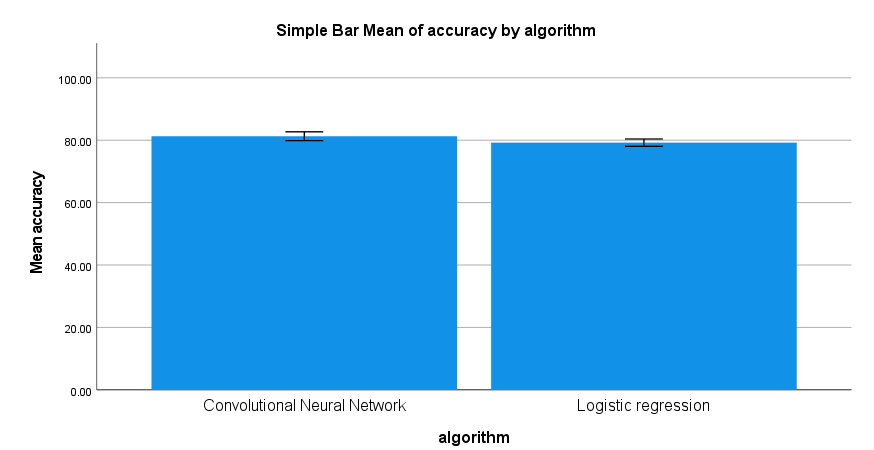 Simple Bar Mean of accuracy by algorithm
100.00
80.00
60.00
40.00
20.00
0.00
Mean accuracy
Convolutional Neural Network
Logistic regression
algorithm